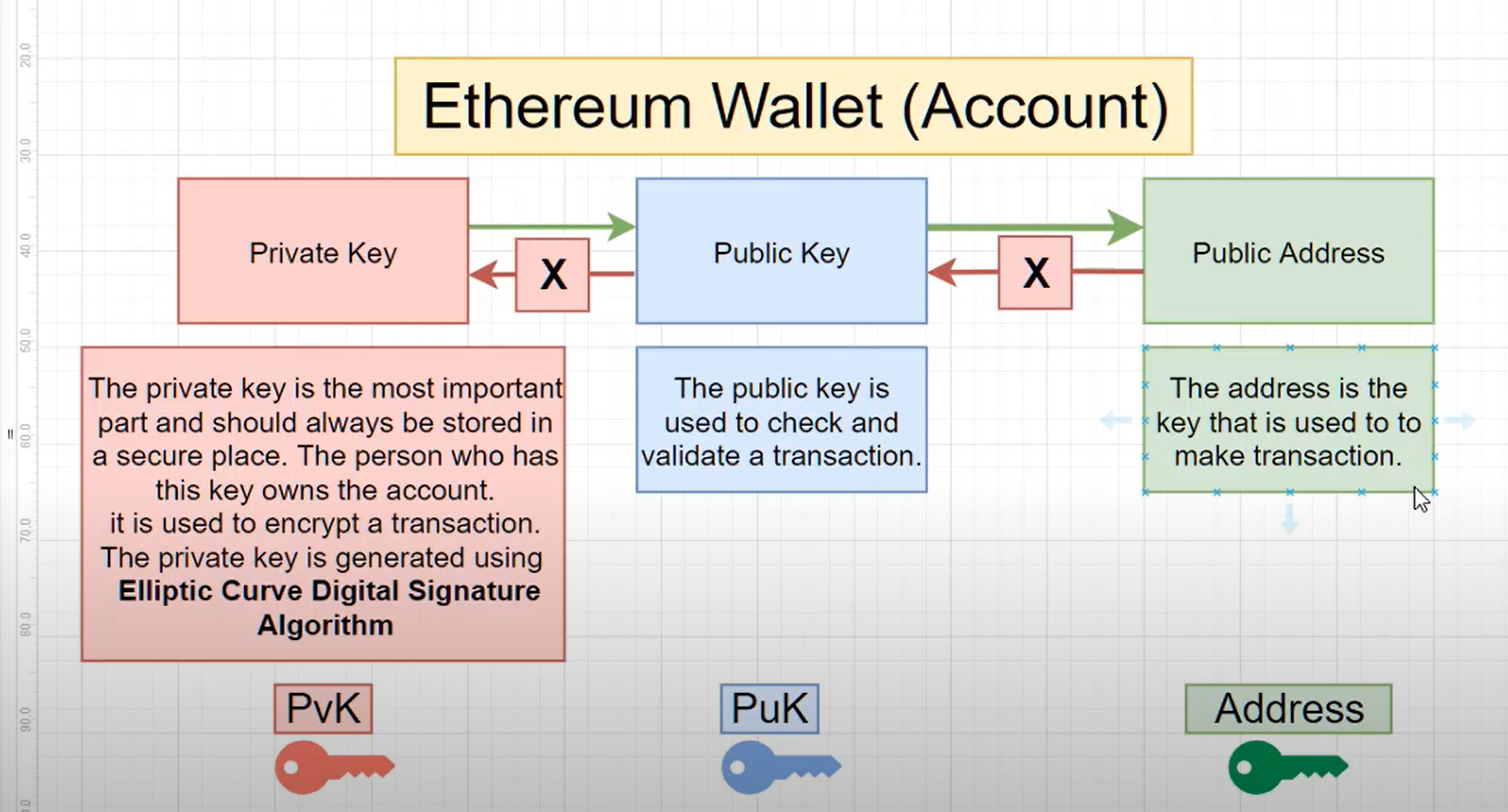 Ethereum Wallet (Account)
Private Key
X
Public Key
X
Public Address
The private key is the most important
part and should always be stored in
a secure place. The person who has
this key owns the account.
it is used to encrypt a transaction.
The private key is generated using
Elliptic Curve Digital Signature
Algorithm
The public key is
used to check and
validate a transaction.
The address is the
key that is used to to
make transaction.
PvK
PuK
Address
20.0
30.0
40.0
50.0
60.0
70.0
80.0
90.0